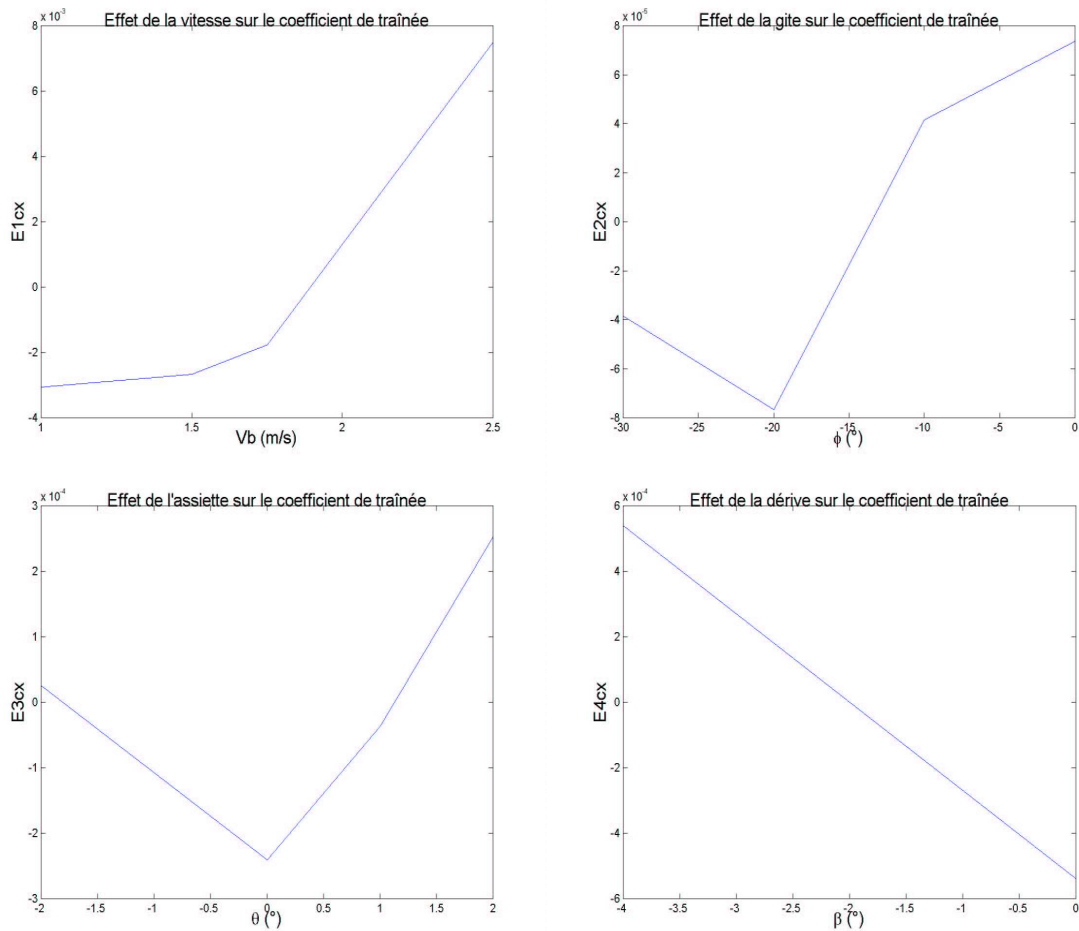 Effet de la vitesse sur le coefficient de traînée
x 10⁻³
8
6
4
2
0
-2
-4
E1cx
1 1.5 2 2.5
Vb (m/s)
Effet de la gite sur le coefficient de traînée
x 10⁻⁵
8
6
4
2
0
-2
-4
-6
-8
E2cx
-30 -25 -20 -15 -10 -5 0
ϕ (°)
Effet de l'assiette sur le coefficient de traînée
x 10⁻⁴
3
2
1
0
-1
-2
-3
E3cx
-2 -1.5 -1 -0.5 0 0.5 1 1.5 2
θ (°)
Effet de la dérive sur le coefficient de traînée
x 10⁻⁴
6
4
2
0
-2
-4
-6
E4cx
-4 -3.5 -3 -2.5 -2 -1.5 -1 -0.5 0
β (°)